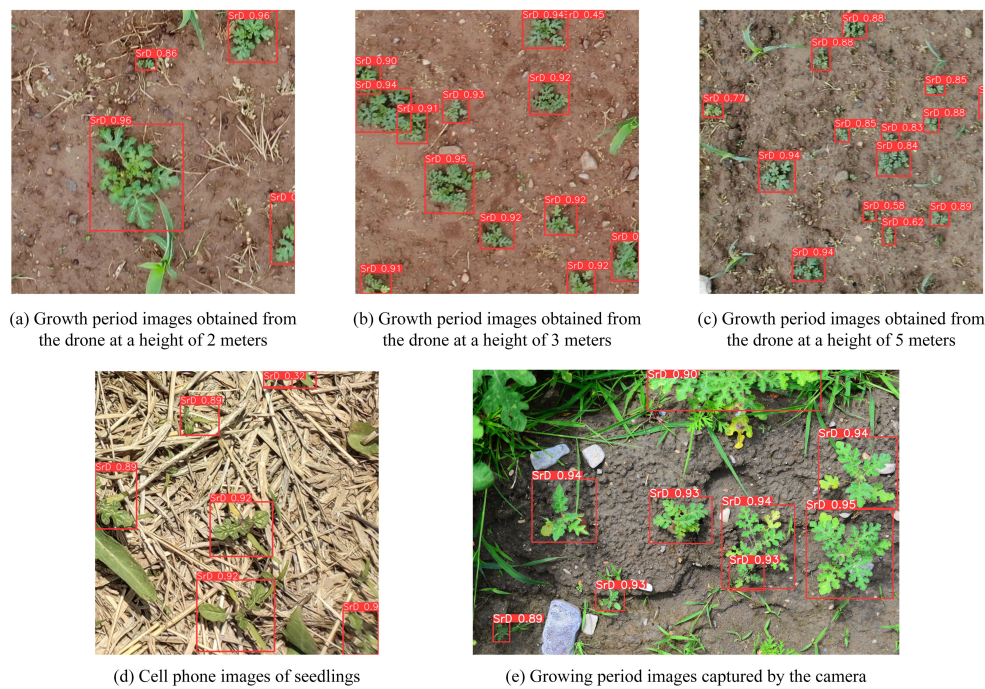 SrD 0.96
SrD 0.86
SrD 0.96
SrD 0.94
SrD 0.45
SrD 0.90
SrD 0.94
SrD 0.93
SrD 0.92
SrD 0.91
SrD 0.95
SrD 0.92
SrD 0.92
SrD 0.91
SrD 0.92
SrD 0.88
SrD 0.88
SrD 0.85
SrD 0.77
SrD 0.88
SrD 0.85
SrD 0.83
SrD 0.84
SrD 0.94
SrD 0.58
SrD 0.89
SrD 0.62
SrD 0.94
(a) Growth period images obtained from
the drone at a height of 2 meters
(b) Growth period images obtained from
the drone at a height of 3 meters
(c) Growth period images obtained from
the drone at a height of 5 meters
SrD 0.32
SrD 0.89
SrD 0.89
SrD 0.92
SrD 0.92
SrD 0.90
SrD 0.94
SrD 0.94
SrD 0.93
SrD 0.94
SrD 0.95
SrD 0.93
SrD 0.93
SrD 0.89
(d) Cell phone images of seedlings
(e) Growing period images captured by the camera